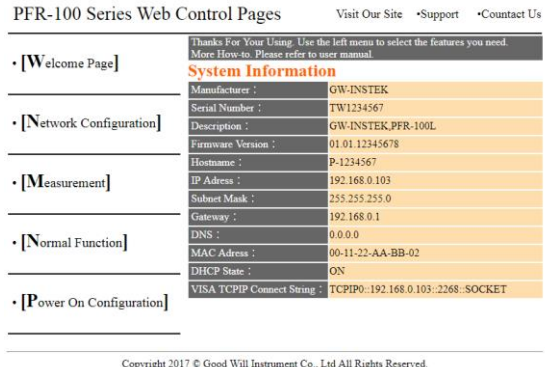 PFR-100 Series Web Control Pages
Visit Our Site •Support •Countact Us
• [Welcome Page]
• [Network Configuration]
• [Measurement]
• [Normal Function]
• [Power On Configuration]
Thanks For Your Using. Use the left menu to select the features you need.
More How-to. Please refer to user manual.
System Information
Manufacturer : GW-INSTEK
Serial Number : TW1234567
Description : GW-INSTEK,PFR-100L
Firmware Version : 01.01.12345678
Hostname : P-1234567
IP Adress : 192.168.0.103
Subnet Mask : 255.255.255.0
Gateway : 192.168.0.1
DNS : 0.0.0.0
MAC Adress : 00-11-22-AA-BB-02
DHCP State : ON
VISA TCPIP Connect String : TCPIP0::192.168.0.103::2268::SOCKET
Copyright 2017 © Good Will Instrument Co., Ltd All Rights Reserved.